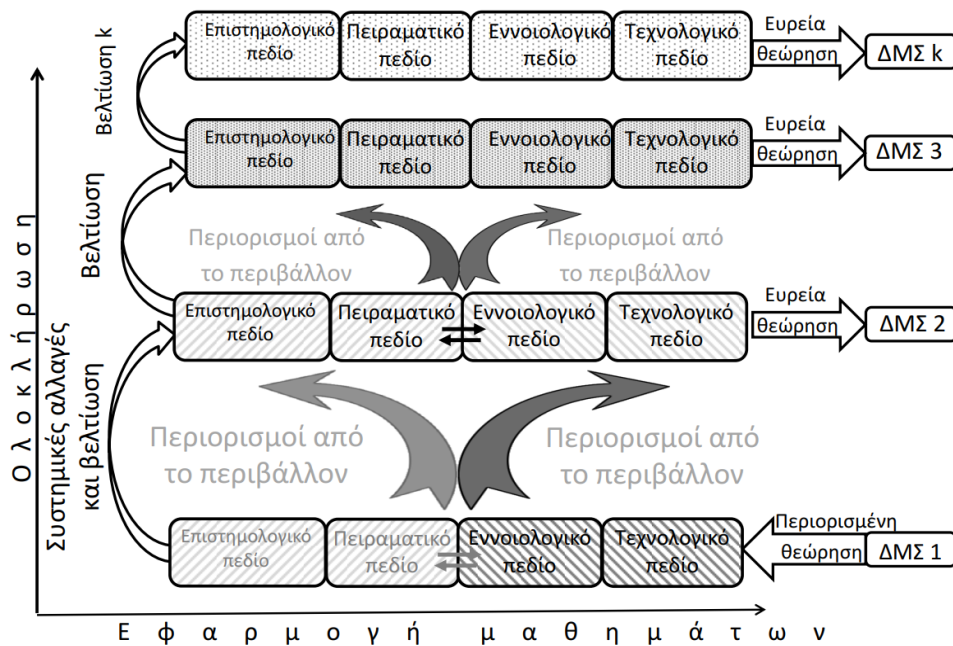 Επιστημολογικό
πεδίο
Πειραματικό
πεδίο
Εννοιολογικό
πεδίο
Τεχνολογικό
πεδίο
Ευρεία
θεώρηση
ΔΜΣ k
Βελτίωση k
Επιστημολογικό
πεδίο
Πειραματικό
πεδίο
Εννοιολογικό
πεδίο
Τεχνολογικό
πεδίο
Ευρεία
θεώρηση
ΔΜΣ 3
Βελτίωση
Περιορισμοί από
το περιβάλλον
Περιορισμοί από
το περιβάλλον
Επιστημολογικό
πεδίο
Πειραματικό
πεδίο
Εννοιολογικό
πεδίο
Τεχνολογικό
πεδίο
Ευρεία
θεώρηση
ΔΜΣ 2
Ολοκλήρωση
Συστημικές αλλαγές
και βελτίωση
Περιορισμοί από
το περιβάλλον
Περιορισμοί από
το περιβάλλον
Επιστημολογικό
πεδίο
Πειραματικό
πεδίο
Εννοιολογικό
πεδίο
Τεχνολογικό
πεδίο
Περιορισμένη
θεώρηση
ΔΜΣ 1
Εφαρμογή μαθημάτων